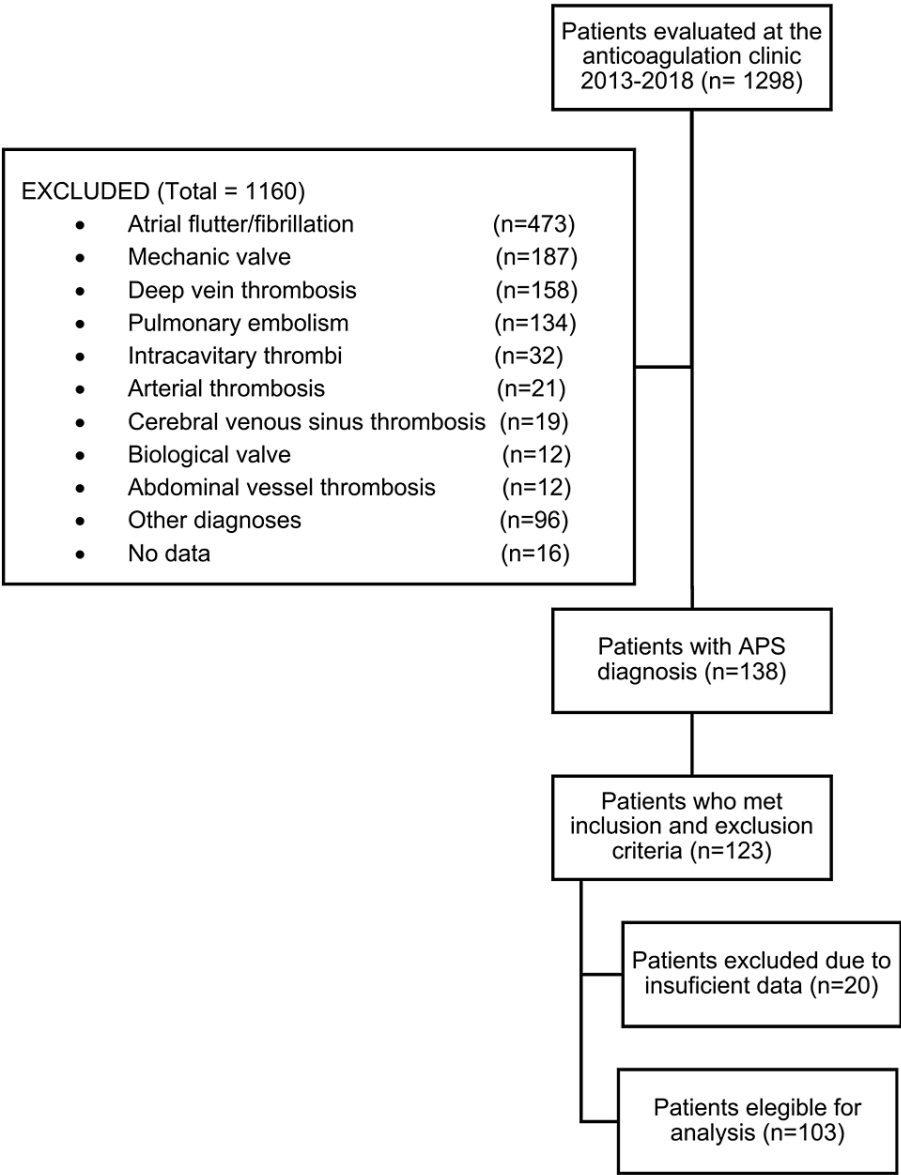 Patients evaluated at the
anticoagulation clinic
2013-2018 (n= 1298)
EXCLUDED (Total = 1160)
• Atrial flutter/fibrillation (n=473)
• Mechanic valve (n=187)
• Deep vein thrombosis (n=158)
• Pulmonary embolism (n=134)
• Intracavitary thrombi (n=32)
• Arterial thrombosis (n=21)
• Cerebral venous sinus thrombosis (n=19)
• Biological valve (n=12)
• Abdominal vessel thrombosis (n=12)
• Other diagnoses (n=96)
• No data (n=16)
Patients with APS
diagnosis (n=138)
Patients who met
inclusion and exclusion
criteria (n=123)
Patients excluded due to
insuficient data (n=20)
Patients elegible for
analysis (n=103)